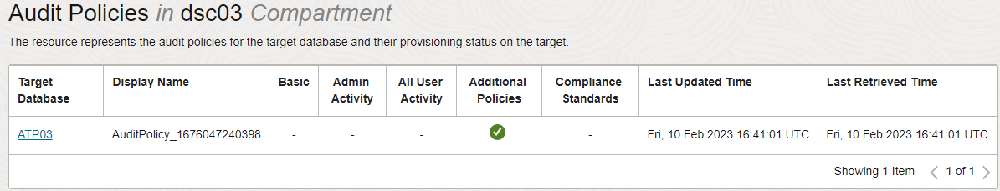 Audit Policies in dsc03 Compartment
The resource represents the audit policies for the target database and their provisioning status on the target.
Target Database Display Name Basic Admin Activity All User Activity Additional Policies Compliance Standards Last Updated Time Last Retrieved Time
ATP03 AuditPolicy_1676047240398 - - - - Fri, 10 Feb 2023 16:41:01 UTC Fri, 10 Feb 2023 16:41:01 UTC
Showing 1 Item 1 of 1